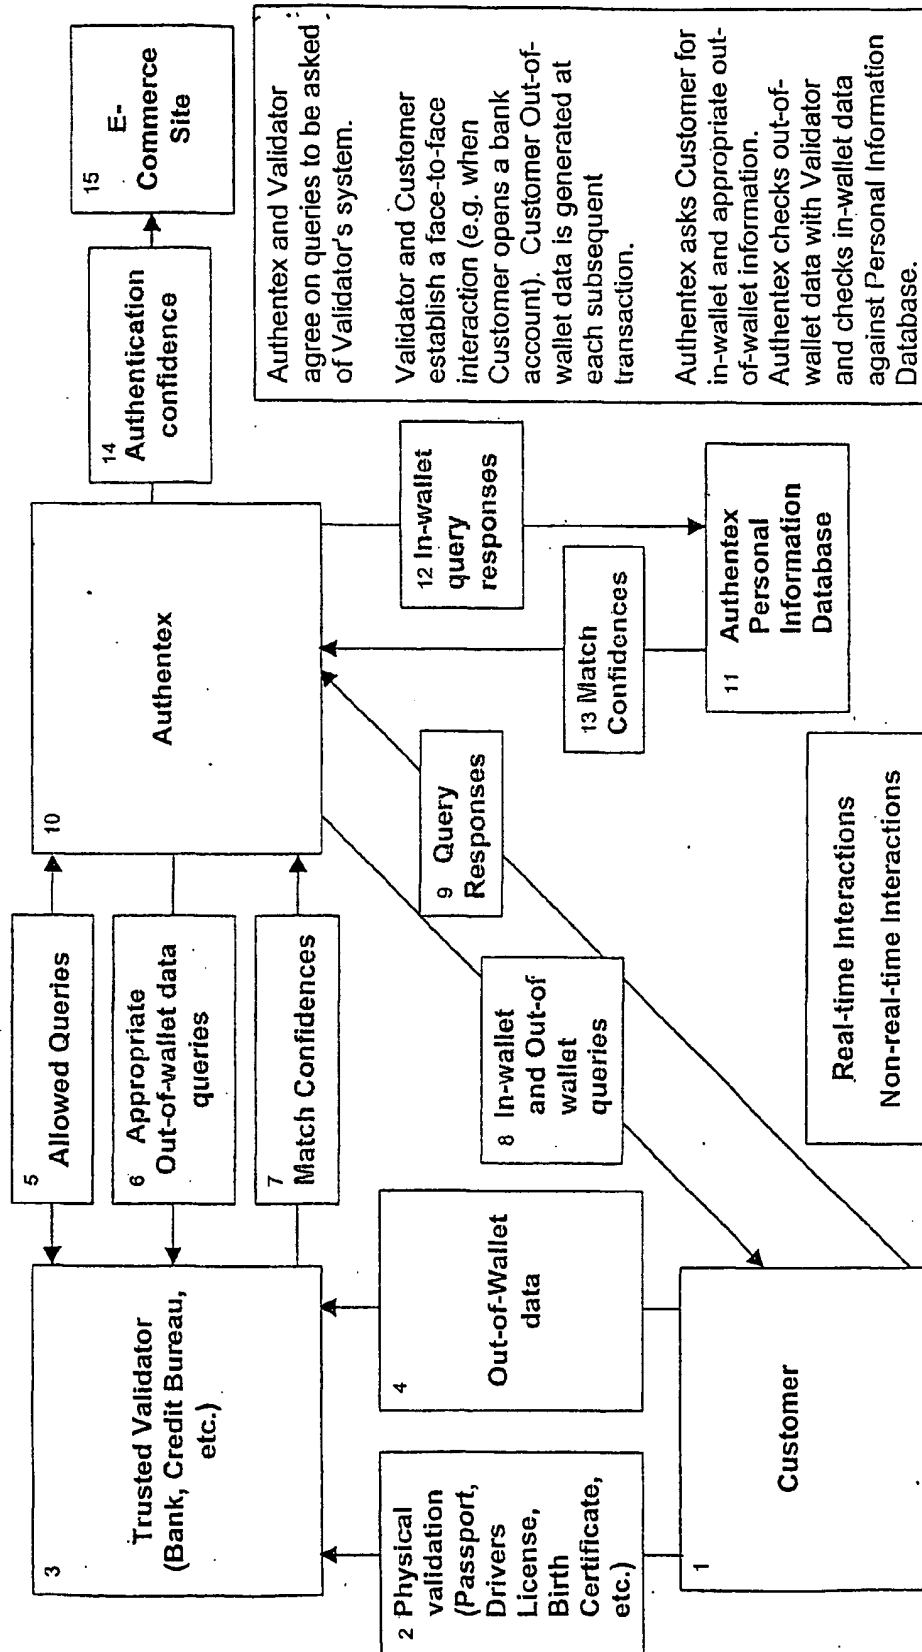 3
Trusted Validator
(Bank, Credit Bureau,
etc.)
5
Allowed Queries
6 Appropriate
Out-of-wallet data
queries
7
Match Confidences
10
Authentex
14
Authentication
confidence
15
E-
Commerce
Site
2 Physical
validation
(Passport,
Drivers
License,
Birth
Certificate,
etc.)
4
Out-of-Wallet
data
8 In-wallet
and Out-of
wallet
queries
9 Query
Responses
12 In-wallet
query
responses
13 Match
Confidences
1
Customer
11 Authentex
Personal
Information
Database
Authentex and Validator
agree on queries to be asked
of Validator's system.
Validator and Customer
establish a face-to-face
interaction (e.g. when
Customer opens a bank
account). Customer Out-of-
wallet data is generated at
each subsequent
transaction.
Authentex asks Customer for
in-wallet and appropriate out-
of-wallet information.
Authentex checks out-of-
wallet data with Validator
and checks in-wallet data
against Personal Information
Database.
Real-time Interactions
Non-real-time Interactions